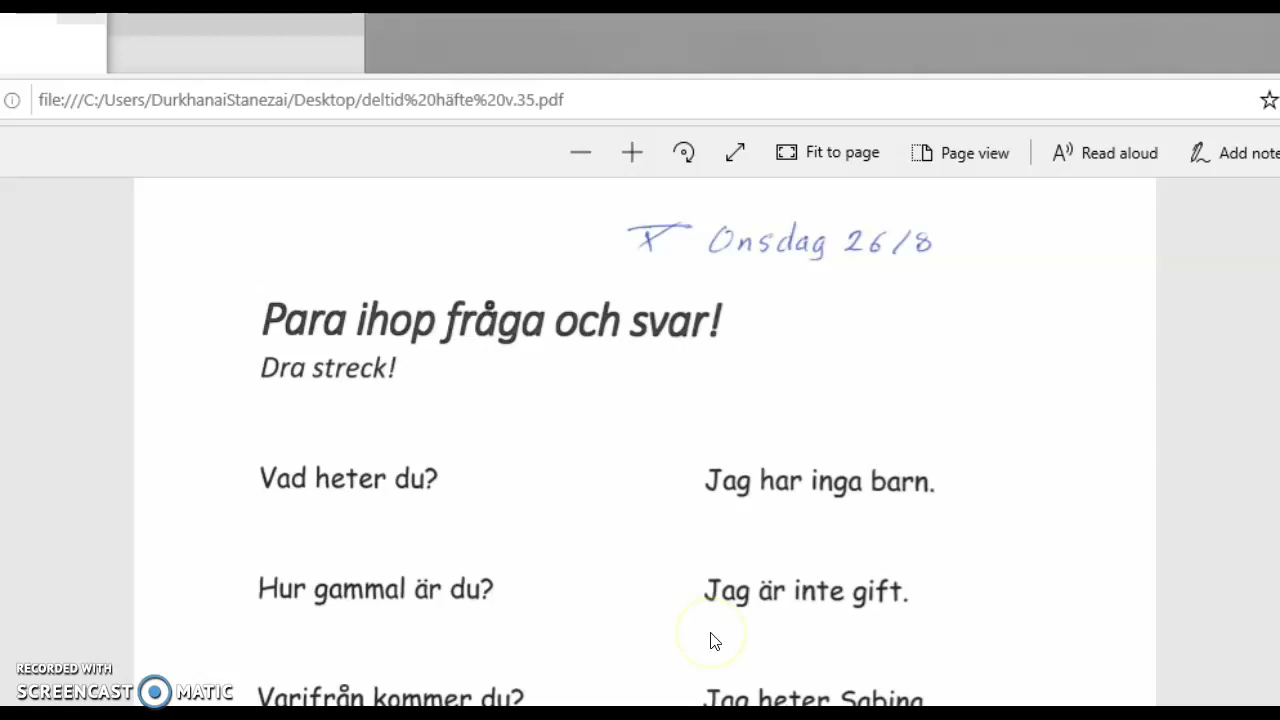 file:///C:/Users/DurkhanaiStanezai/Desktop/deltid%20häfte%20v.35.pdf
Fit to page Page view Read aloud Add note
Onsdag 26/8
Para ihop fråga och svar!
Dra streck!
Vad heter du? Jag har inga barn.
Hur gammal är du? Jag är inte gift.
Varifrån kommer du? Jag heter Sabina
RECORDED WITH
SCREENCAST MATIC